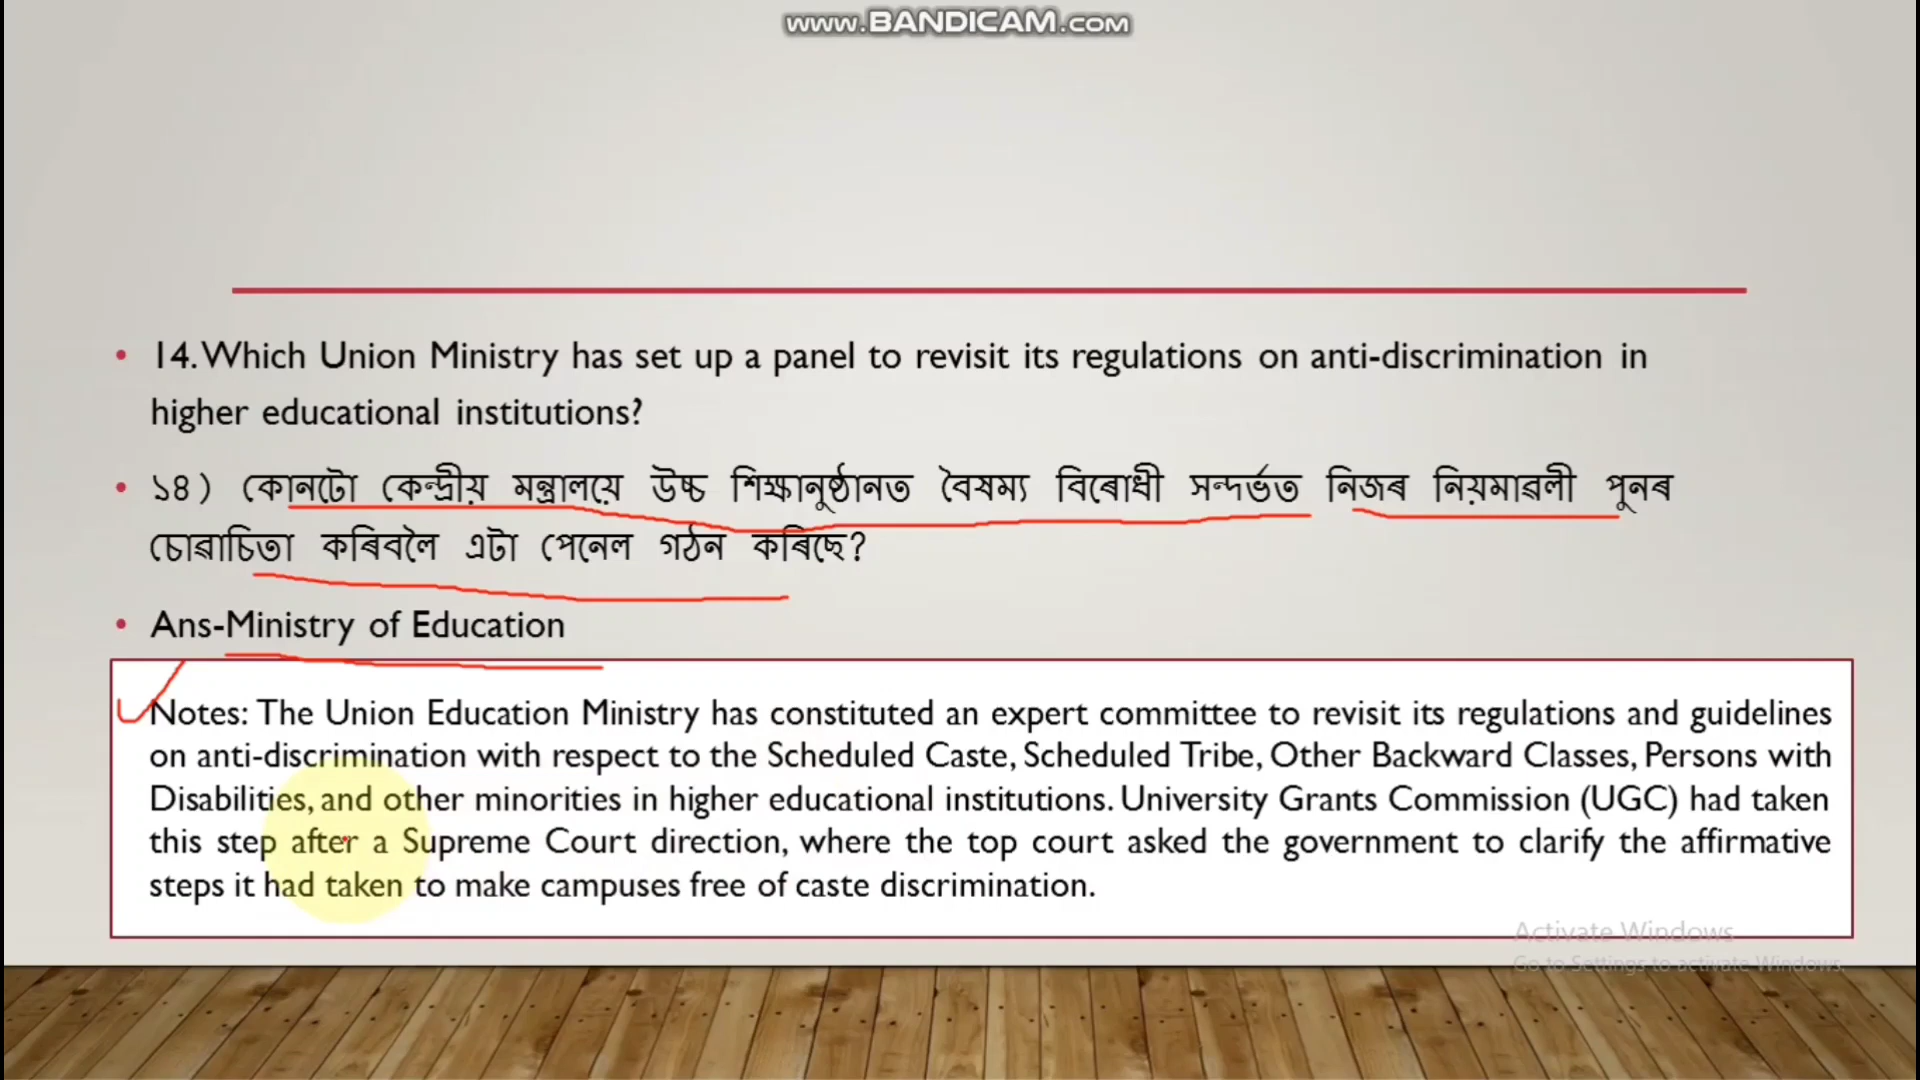 www.BANDICAM.com
• 14. Which Union Ministry has set up a panel to revisit its regulations on anti-discrimination in
higher educational institutions?
• ১৪) কোনটো কেন্দ্ৰীয় মন্ত্ৰালয়ে উচ্চ শিক্ষানুষ্ঠানত বৈষম্য বিৰোধী সন্দৰ্ভত নিজৰ নিয়মাৱলী পুনৰ
চোৱাচিতা কৰিবলৈ এটা পেনেল গঠন কৰিছে?
• Ans-Ministry of Education
Notes: The Union Education Ministry has constituted an expert committee to revisit its regulations and guidelines
on anti-discrimination with respect to the Scheduled Caste, Scheduled Tribe, Other Backward Classes, Persons with
Disabilities, and other minorities in higher educational institutions. University Grants Commission (UGC) had taken
this step after a Supreme Court direction, where the top court asked the government to clarify the affirmative
steps it had taken to make campuses free of caste discrimination.
Activate Windows
Go to Settings to activate Windows.